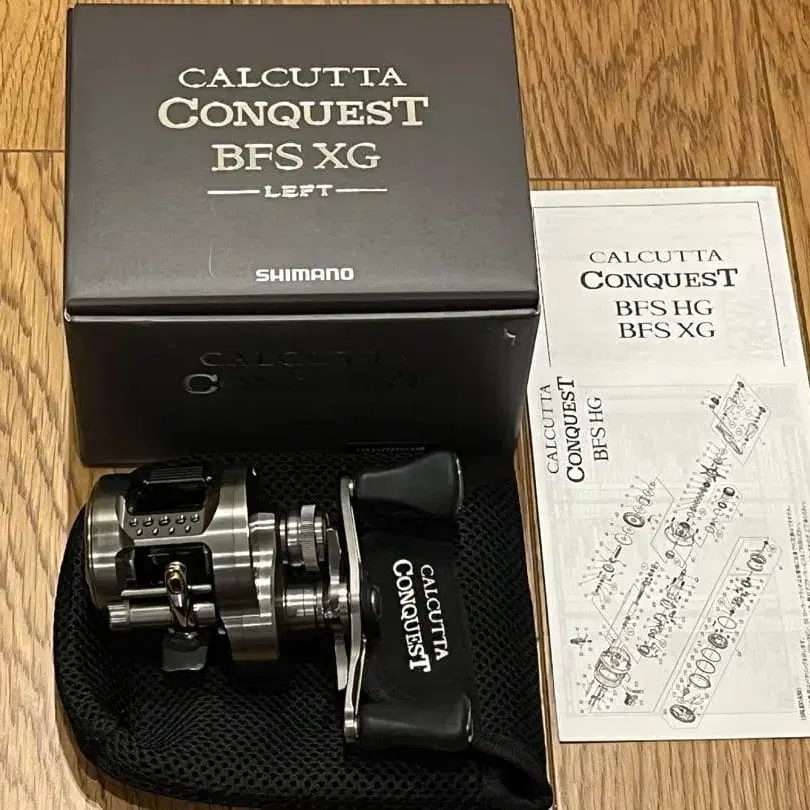 CALCUTTA
CONQUEST
BFS XG
LEFT
SHIMANO
CALCUTTA
CONQUEST
BFS HG
BFS XG
CALCUTTA
CONQUEST
BFS HG
CALCUTTA
CONQUEST